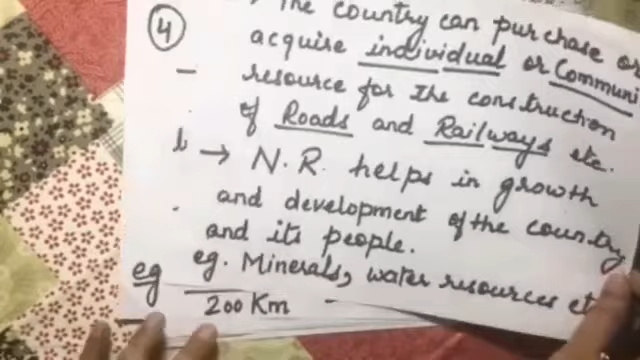 ④ The country can purchase or
acquire individual or Communi
resource for the construction
of Roads and Railways etc.
→ N.R. helps in growth
and development of the country
and its people.
eg. Minerals, water resources et
eg
200 Km